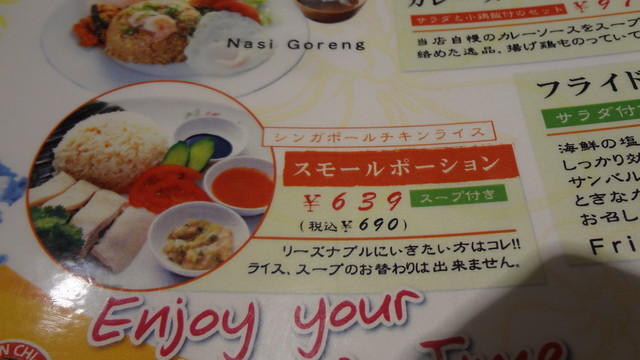 Nasi Goreng
サラダと小鶏飯付のセット
当店自慢のカレーソースをスープ
絡めた逸品、揚げ鶏ものっていて
シンガポールチキンライス
スモールポーション
¥639 スープ付き
(税込¥690)
リーズナブルにいきたい方はコレ!!
ライス、スープのお替わりは出来ません。
フライド
サラダ付
海鮮の塩
しっかり効
サンバル
ときなク
お召し
Fri
Enjoy your
Time